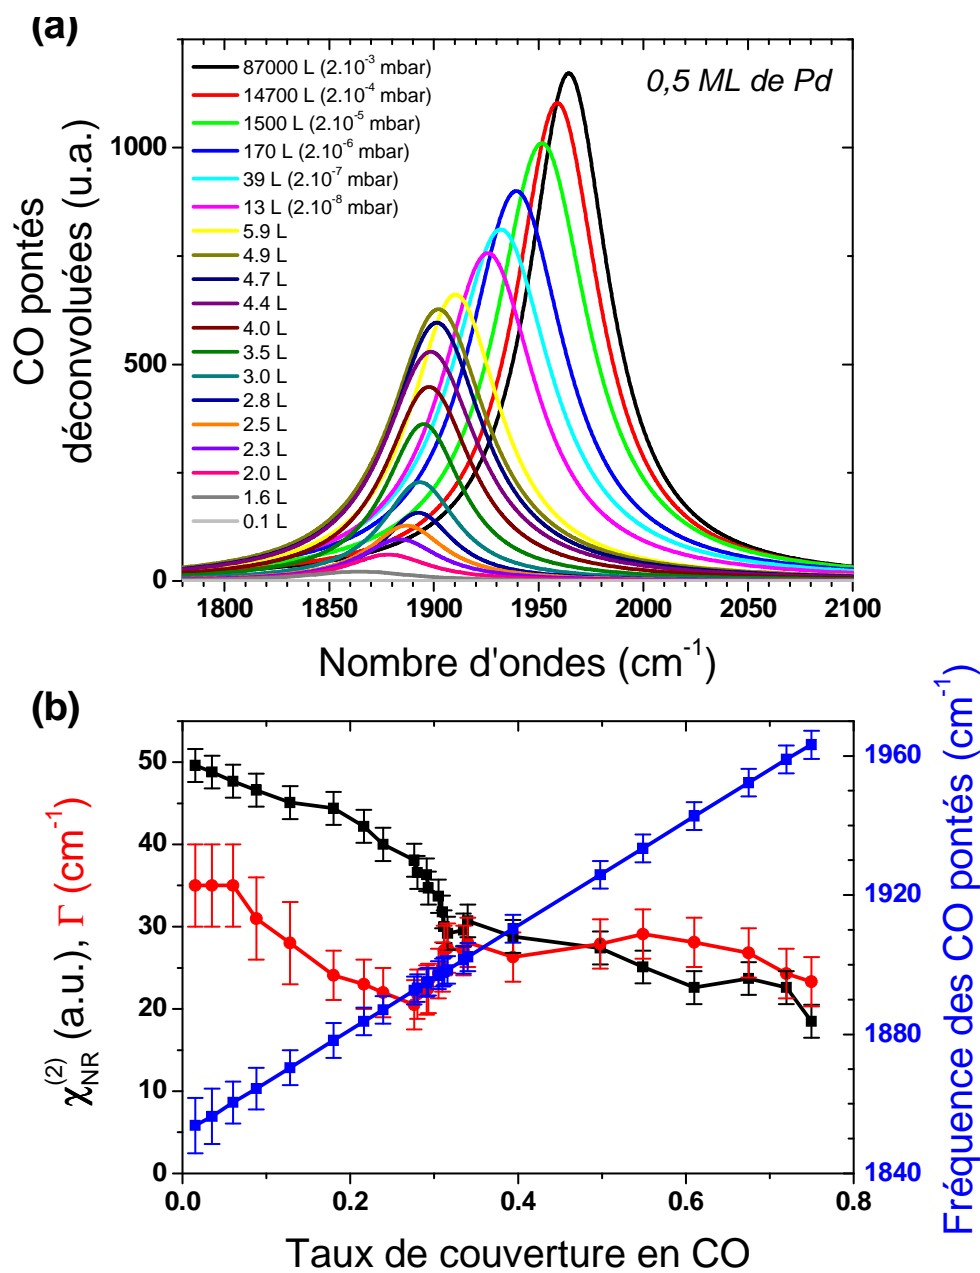 (a)
0,5 ML de Pd
87000 L (2.10⁻³ mbar)
14700 L (2.10⁻⁴ mbar)
1500 L (2.10⁻⁵ mbar)
170 L (2.10⁻⁶ mbar)
39 L (2.10⁻⁷ mbar)
13 L (2.10⁻⁸ mbar)
5.9 L
4.9 L
4.7 L
4.4 L
4.0 L
3.5 L
3.0 L
2.8 L
2.5 L
2.3 L
2.0 L
1.6 L
0.1 L
CO pontés
déconvoluées (u.a.)
1000
500
0
1800 1850 1900 1950 2000 2050 2100
Nombre d'ondes (cm⁻¹)
(b)
χ_NR^(2) (a.u.), Γ (cm⁻¹)
50
40
30
20
10
0
0.0 0.2 0.4 0.6 0.8
1960
1920
1880
1840
Fréquence des CO pontés (cm⁻¹)
Taux de couverture en CO